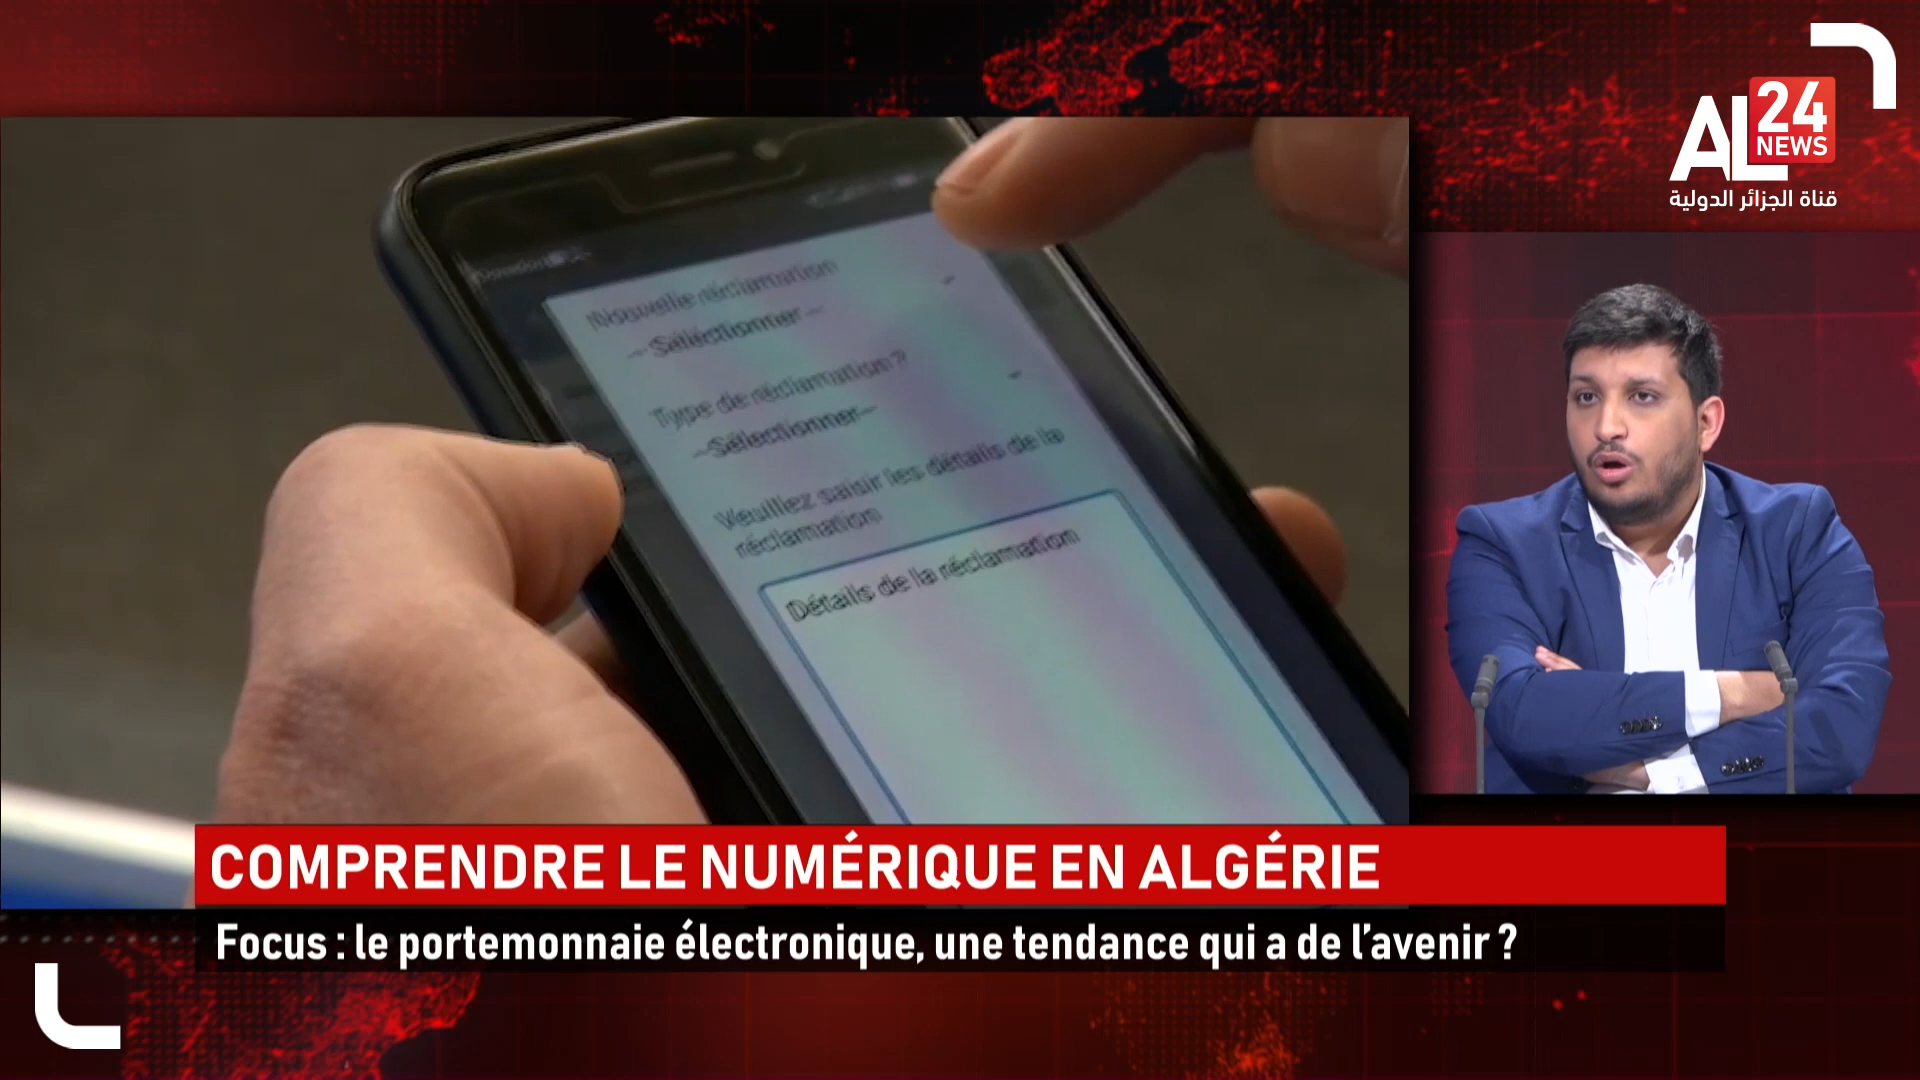 AL 24
NEWS
قناة الجزائر الدولية
Nouvelle réclamation
--Sélectionner--
Type de réclamation ?
--Sélectionner--
Veuillez saisir les détails de la
réclamation
Détails de la réclamation
COMPRENDRE LE NUMÉRIQUE EN ALGÉRIE
Focus : le portemonnaie électronique, une tendance qui a de l’avenir ?